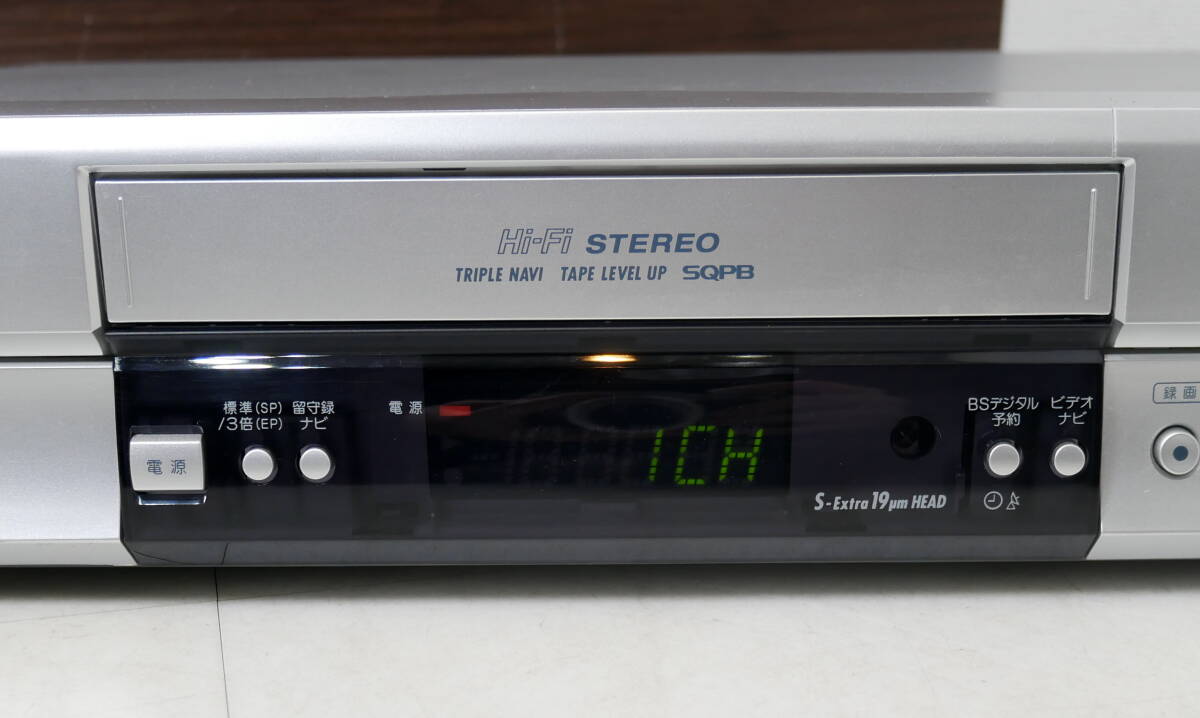 Hi-Fi STEREO
TRIPLE NAVI TAPE LEVEL UP SQPB
標準(SP)
/3倍(EP)
留守録
ナビ
電源
電源
1CH
S-Extra 19μm HEAD
BSデジタル
予約
ビデオ
ナビ
録画